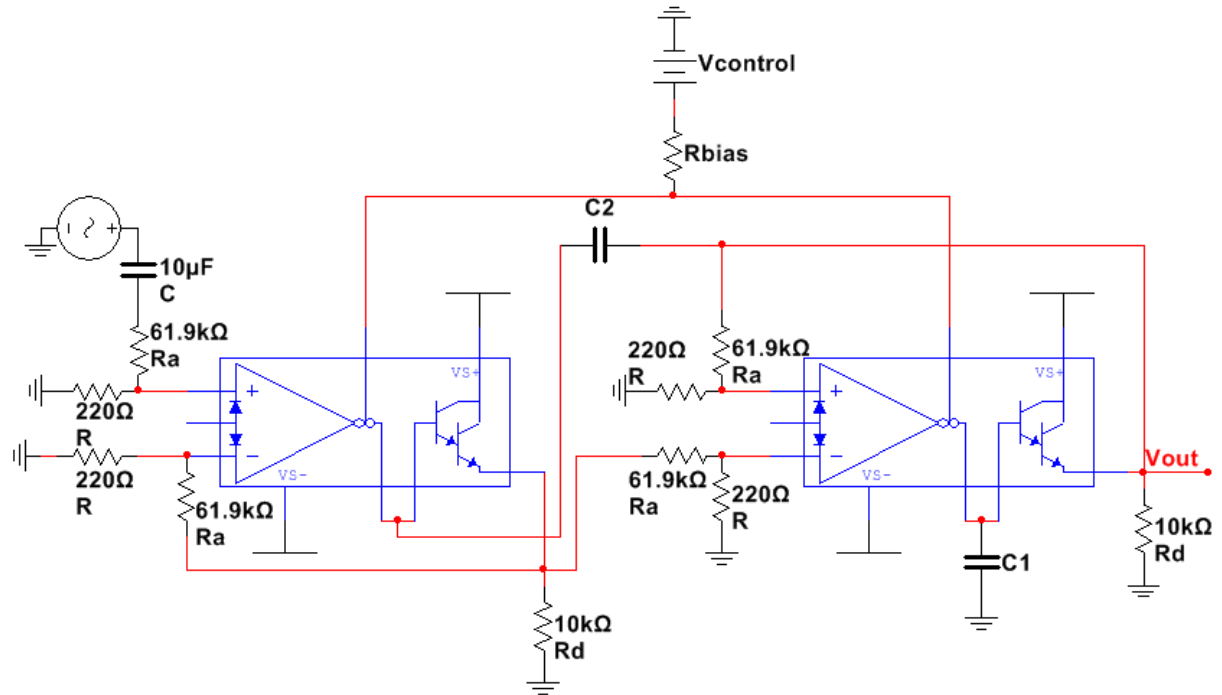 Vcontrol
Rbias
C2
10µF
C
61.9kΩ
Ra
220Ω
R
220Ω
R
61.9kΩ
Ra
+
−
VS+
VS-
220Ω
R
61.9kΩ
Ra
61.9kΩ
Ra
220Ω
R
+
−
VS+
VS-
Vout
10kΩ
Rd
C1
10kΩ
Rd